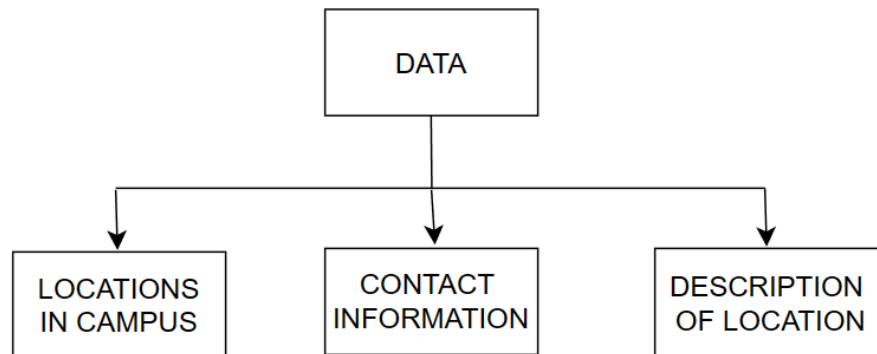 DATA
LOCATIONS
IN CAMPUS
CONTACT
INFORMATION
DESCRIPTION
OF LOCATION